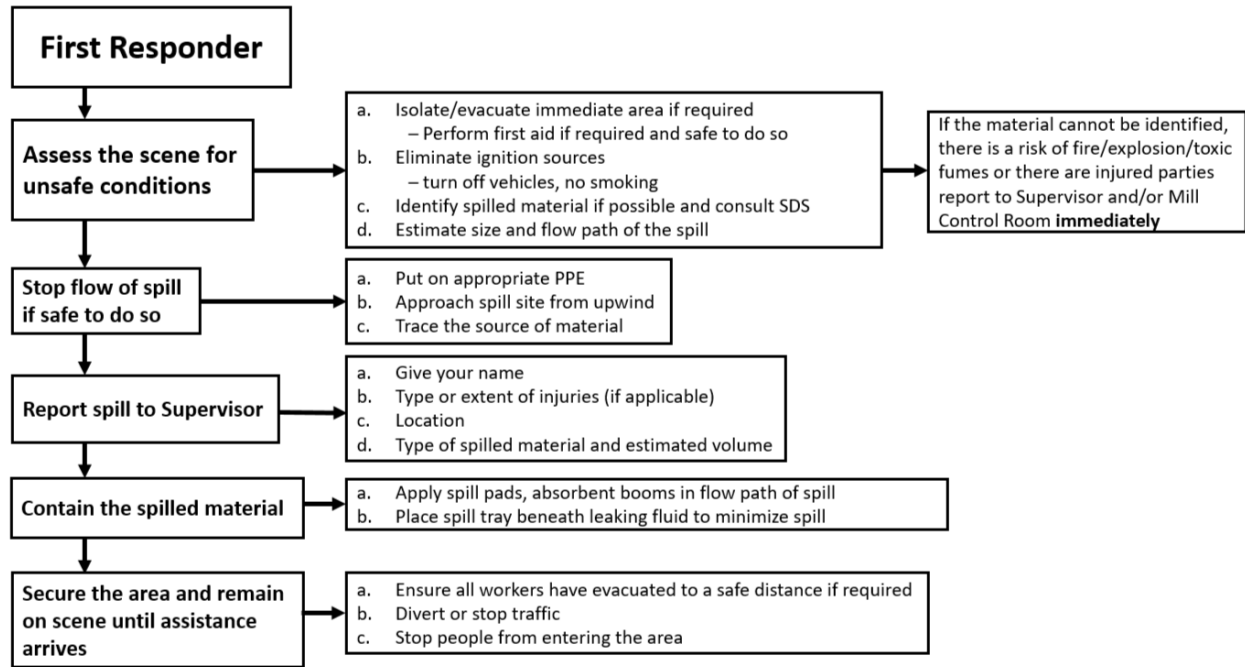 First Responder
Assess the scene for
unsafe conditions
a. Isolate/evacuate immediate area if required
– Perform first aid if required and safe to do so
b. Eliminate ignition sources
– turn off vehicles, no smoking
c. Identify spilled material if possible and consult SDS
d. Estimate size and flow path of the spill
If the material cannot be identified,
there is a risk of fire/explosion/toxic
fumes or there are injured parties
report to Supervisor and/or Mill
Control Room immediately
Stop flow of spill
if safe to do so
a. Put on appropriate PPE
b. Approach spill site from upwind
c. Trace the source of material
Report spill to Supervisor
a. Give your name
b. Type or extent of injuries (if applicable)
c. Location
d. Type of spilled material and estimated volume
Contain the spilled material
a. Apply spill pads, absorbent booms in flow path of spill
b. Place spill tray beneath leaking fluid to minimize spill
Secure the area and remain
on scene until assistance
arrives
a. Ensure all workers have evacuated to a safe distance if required
b. Divert or stop traffic
c. Stop people from entering the area